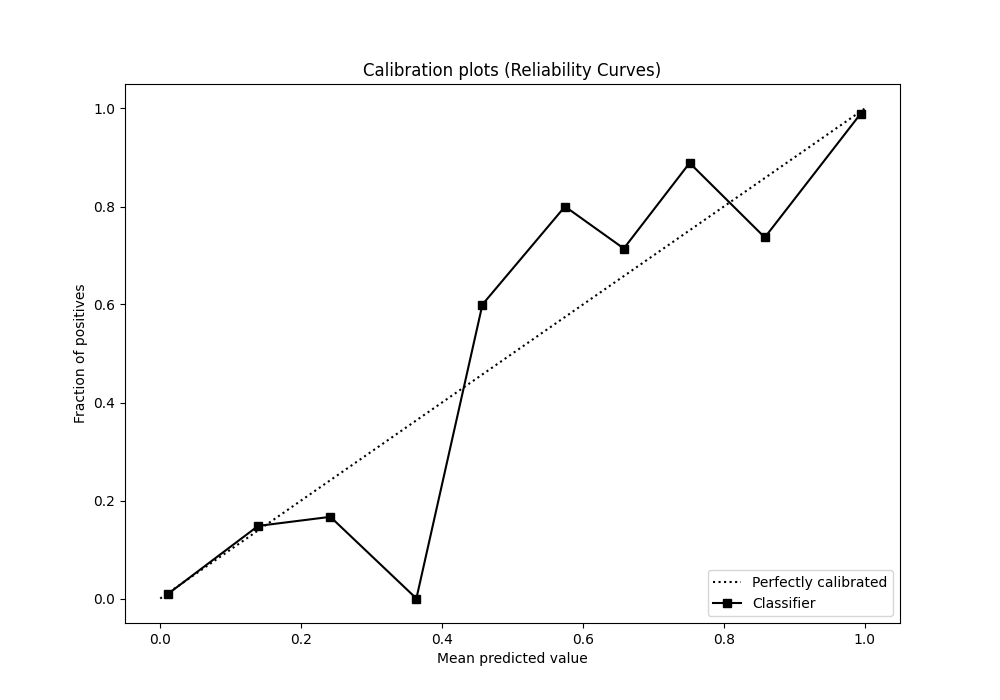 Calibration plots (Reliability Curves)
1.0
0.8
0.6
0.4
0.2
0.0
Fraction of positives
0.0 0.2 0.4 0.6 0.8 1.0
Mean predicted value
Perfectly calibrated
Classifier